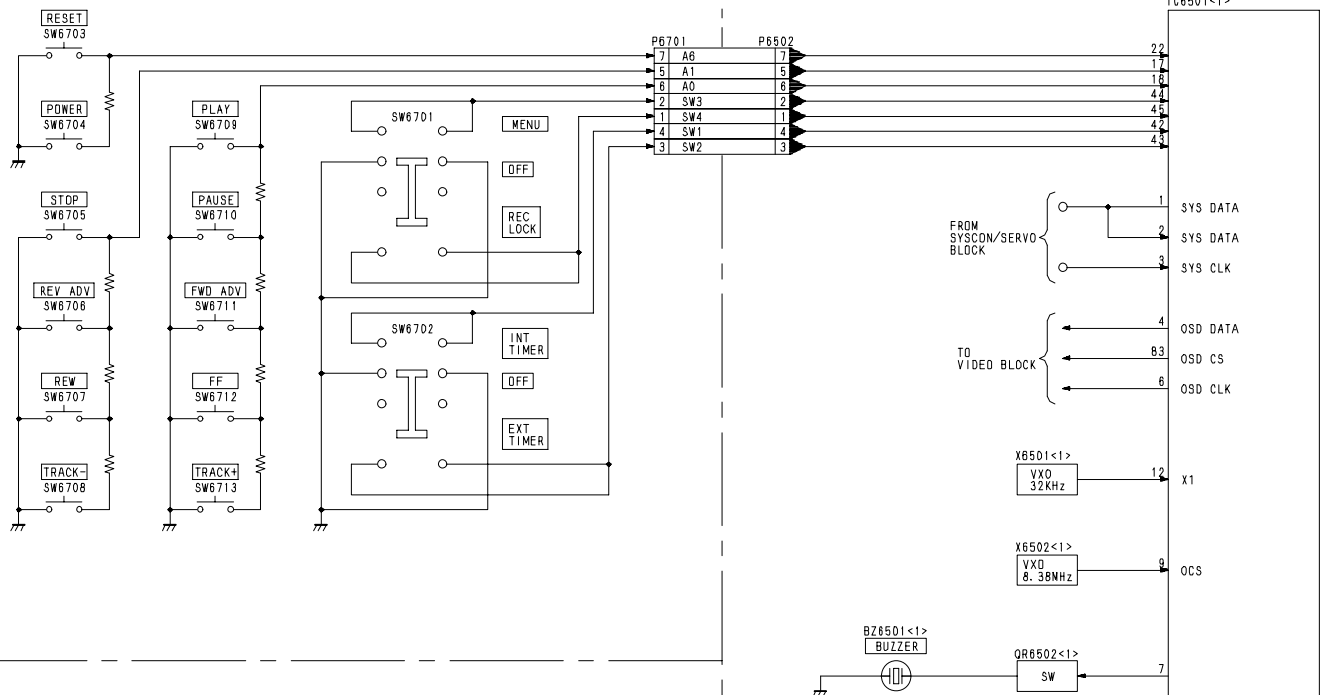 RESET
SW6703
POWER
SW6704
STOP
SW6705
REV ADV
SW6706
REW
SW6707
TRACK-
SW6708
PLAY
SW6709
PAUSE
SW6710
FWD ADV
SW6711
FF
SW6712
TRACK+
SW6713
SW6701
MENU
OFF
REC
LOCK
SW6702
INT
TIMER
OFF
EXT
TIMER
P6701 P6502
7 A6 7
5 A1 5
6 A0 6
2 SW3 2
1 SW4 1
4 SW1 4
3 SW2 3
IC6501<1>
22
17
18
44
45
42
43
FROM
SYSCON/SERVO
BLOCK
1 SYS DATA
2 SYS DATA
3 SYS CLK
TO
VIDEO BLOCK
4 OSD DATA
83 OSD CS
6 OSD CLK
X6501<1>
VXO
32KHz
12 X1
X6502<1>
VXO
8.38MHz
9 OCS
BZ6501<1>
BUZZER
QR6502<1>
SW
7